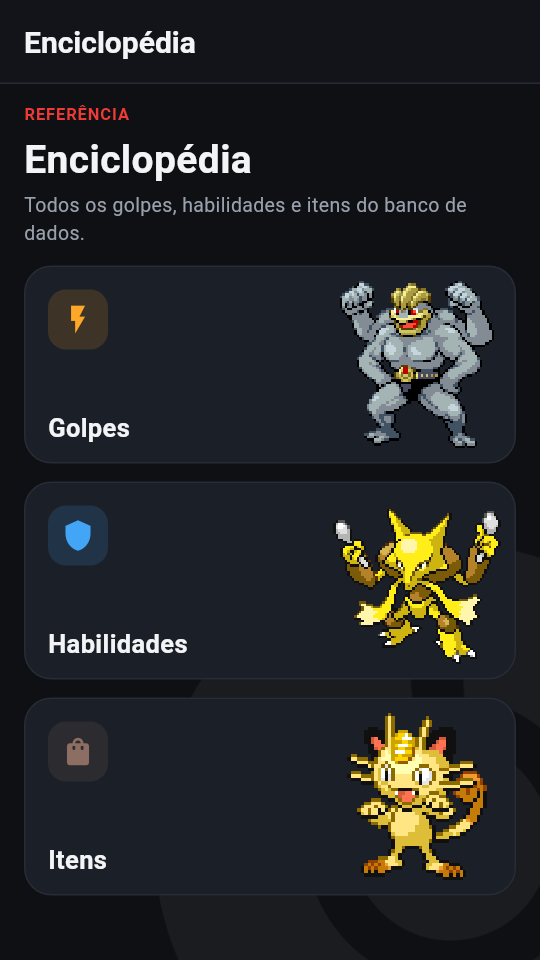 Enciclopédia
REFERÊNCIA
Enciclopédia
Todos os golpes, habilidades e itens do banco de
dados.
Golpes
Habilidades
Itens